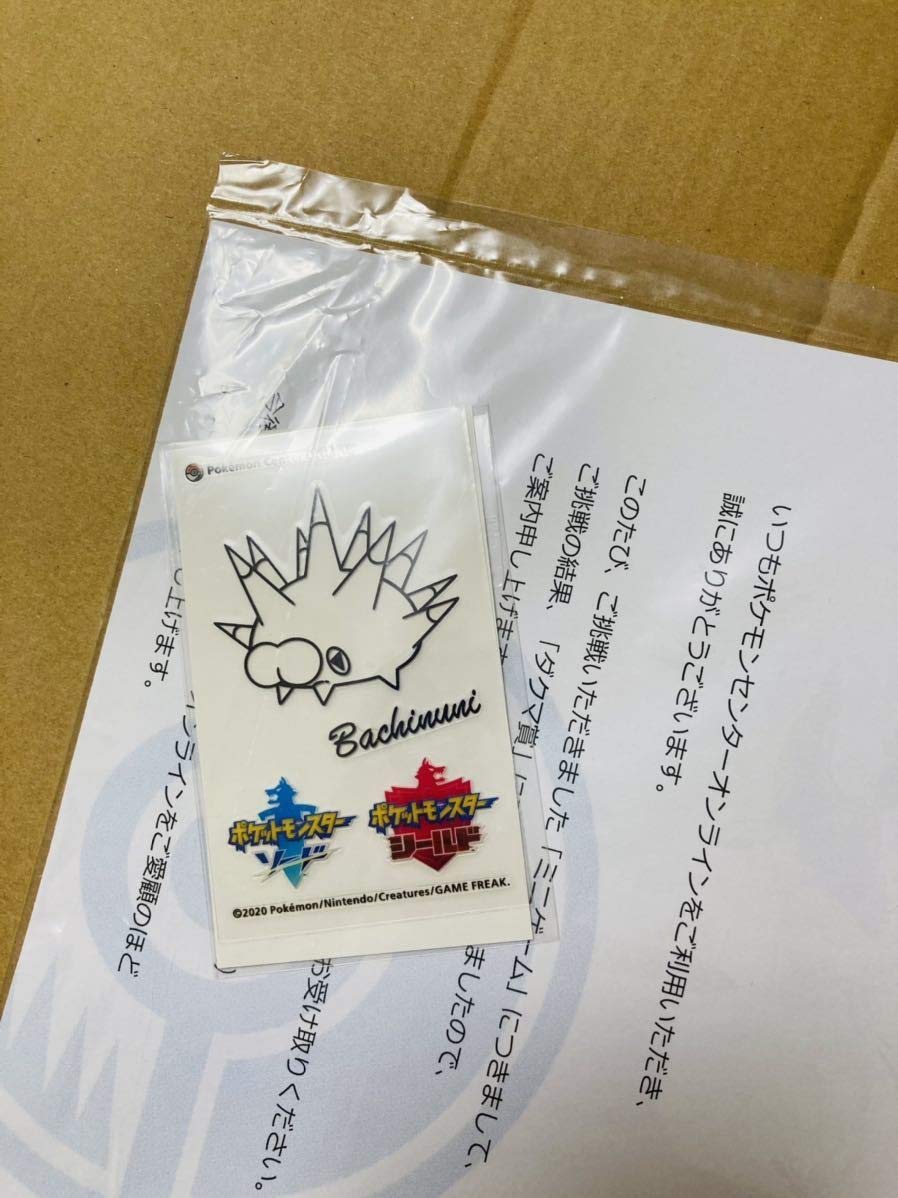 いつもポケモンセンターオンラインをご利用いただき、
誠にありがとうございます。
このたび、ご挑戦いただきました「ミニゲーム」につきまして、
ご挑戦の結果、「ダクマ賞」に
ましたので、
ご案内申し上げます
お受け取りください。
ンラインをご愛顧のほど
し上げます。
Pokémon
Bachinuni
ポケットモンスター
ソード
ポケットモンスター
シールド
©2020 Pokémon/Nintendo/Creatures/GAME FREAK.